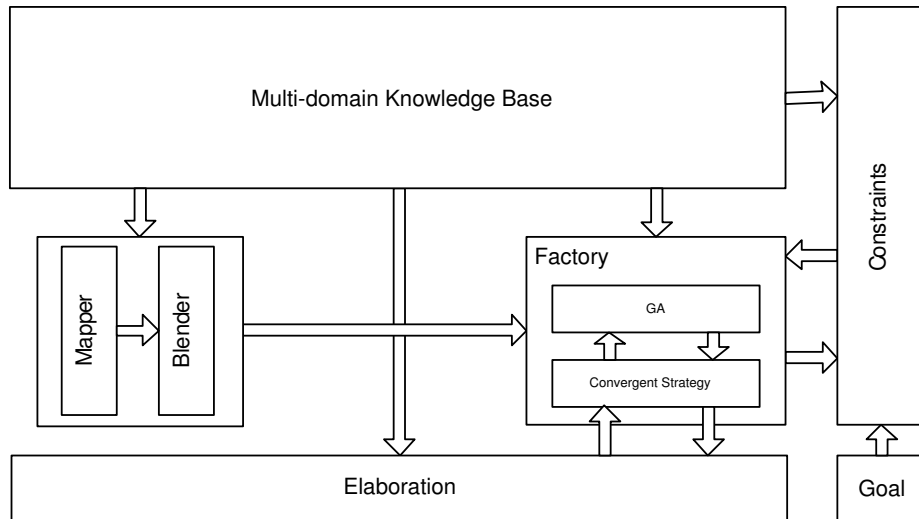 Multi-domain Knowledge Base
Constraints
Factory
Mapper
Blender
GA
Convergent Strategy
Elaboration
Goal